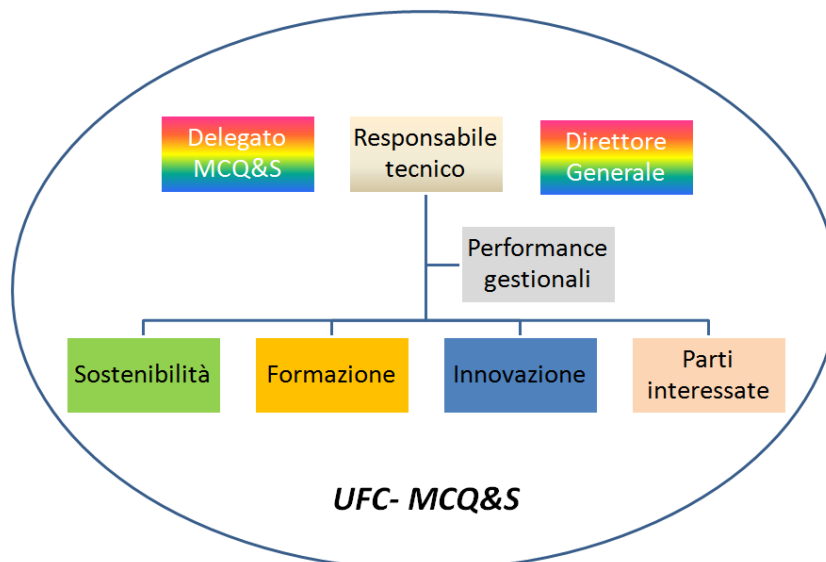 Delegato
MCQ&S
Responsabile
tecnico
Direttore
Generale
Performance
gestionali
Sostenibilità
Formazione
Innovazione
Parti
interessate
UFC- MCQ&S